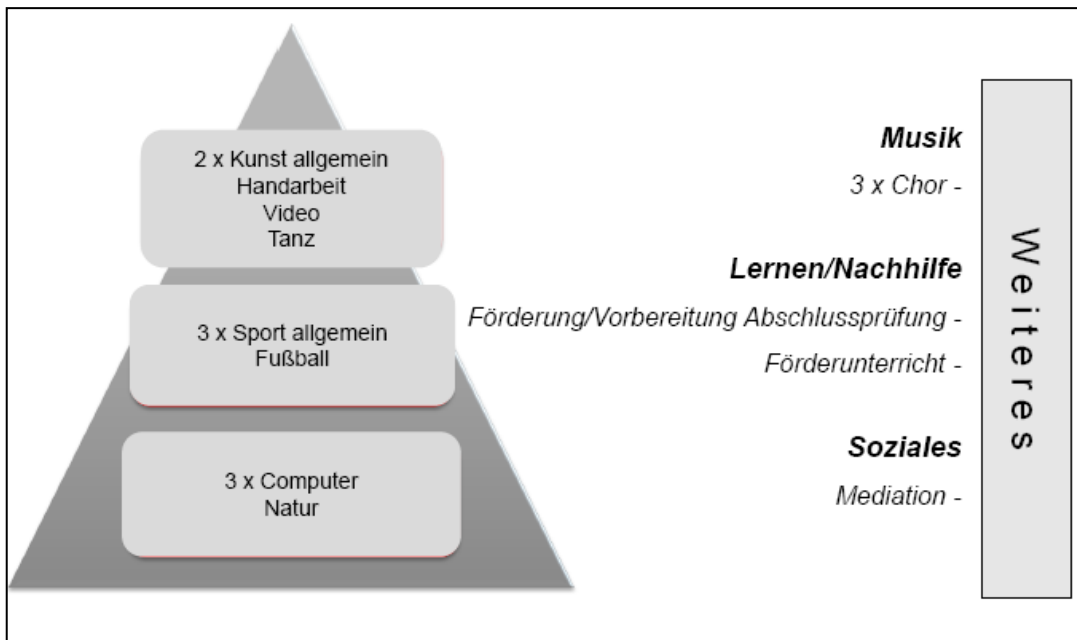 2 x Kunst allgemein
Handarbeit
Video
Tanz
3 x Sport allgemein
Fußball
3 x Computer
Natur
Musik
3 x Chor -
Lernen/Nachhilfe
Förderung/Vorbereitung Abschlussprüfung -
Förderunterricht -
Soziales
Mediation -
Weiteres